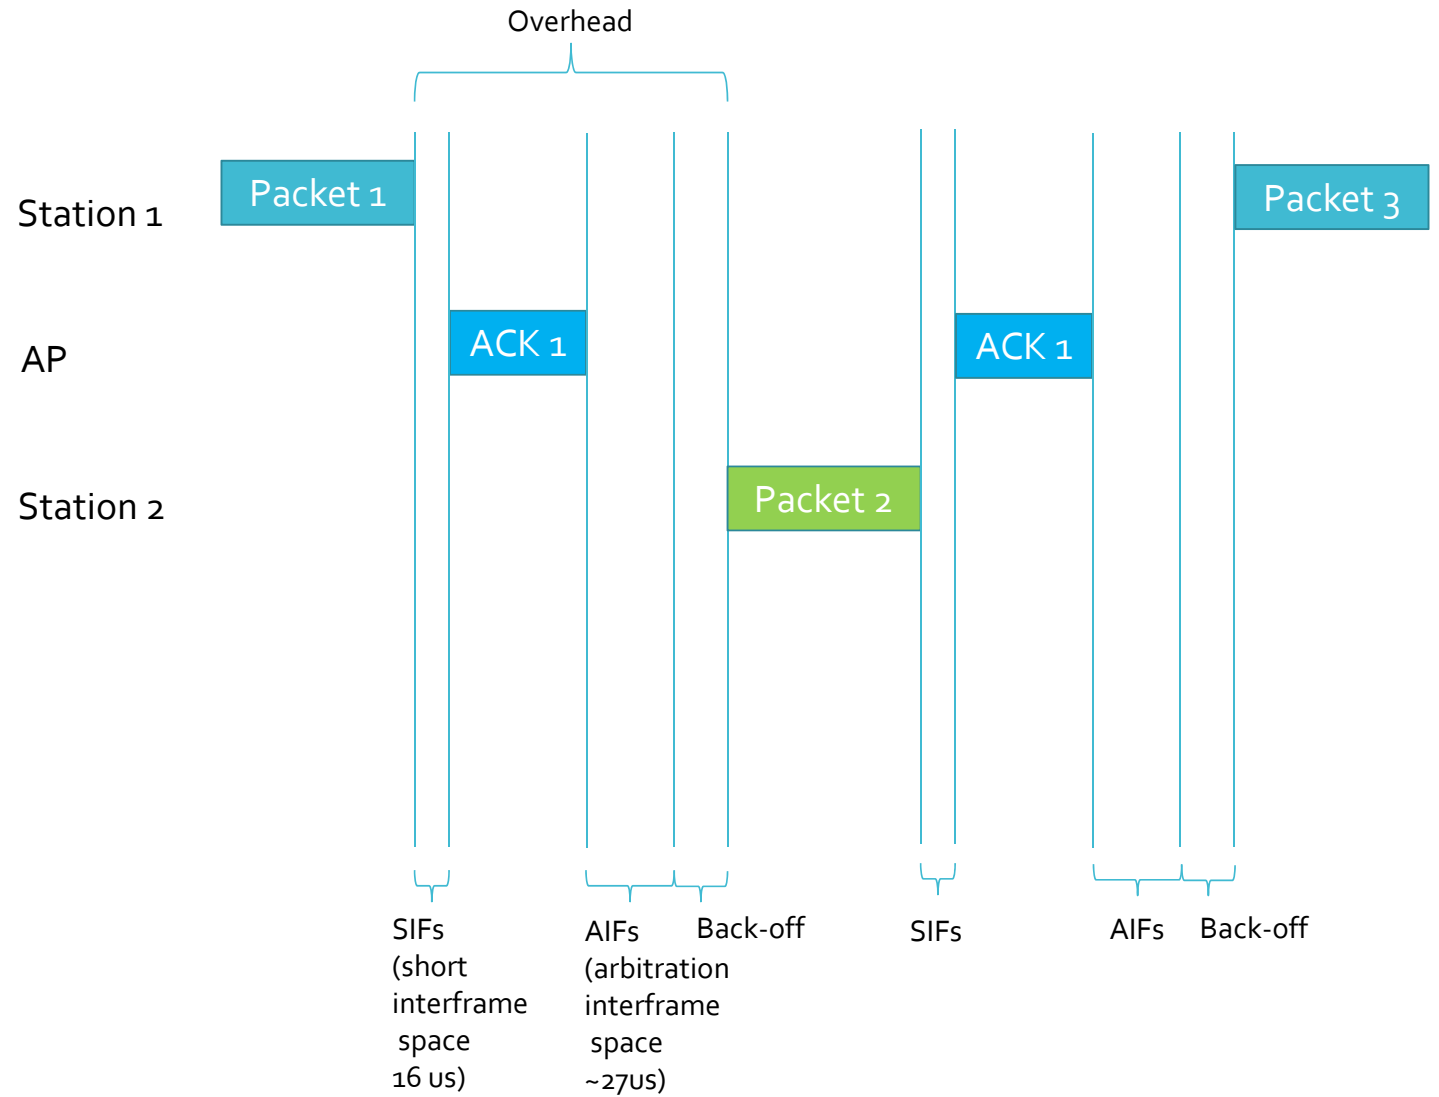 Overhead
Station 1
Packet 1
Packet 3
AP
ACK 1
ACK 1
Station 2
Packet 2
SIFs
(short
interframe
space
16 us)
AIFs
(arbitration
interframe
space
~27us)
Back-off
SIFs
AIFs
Back-off